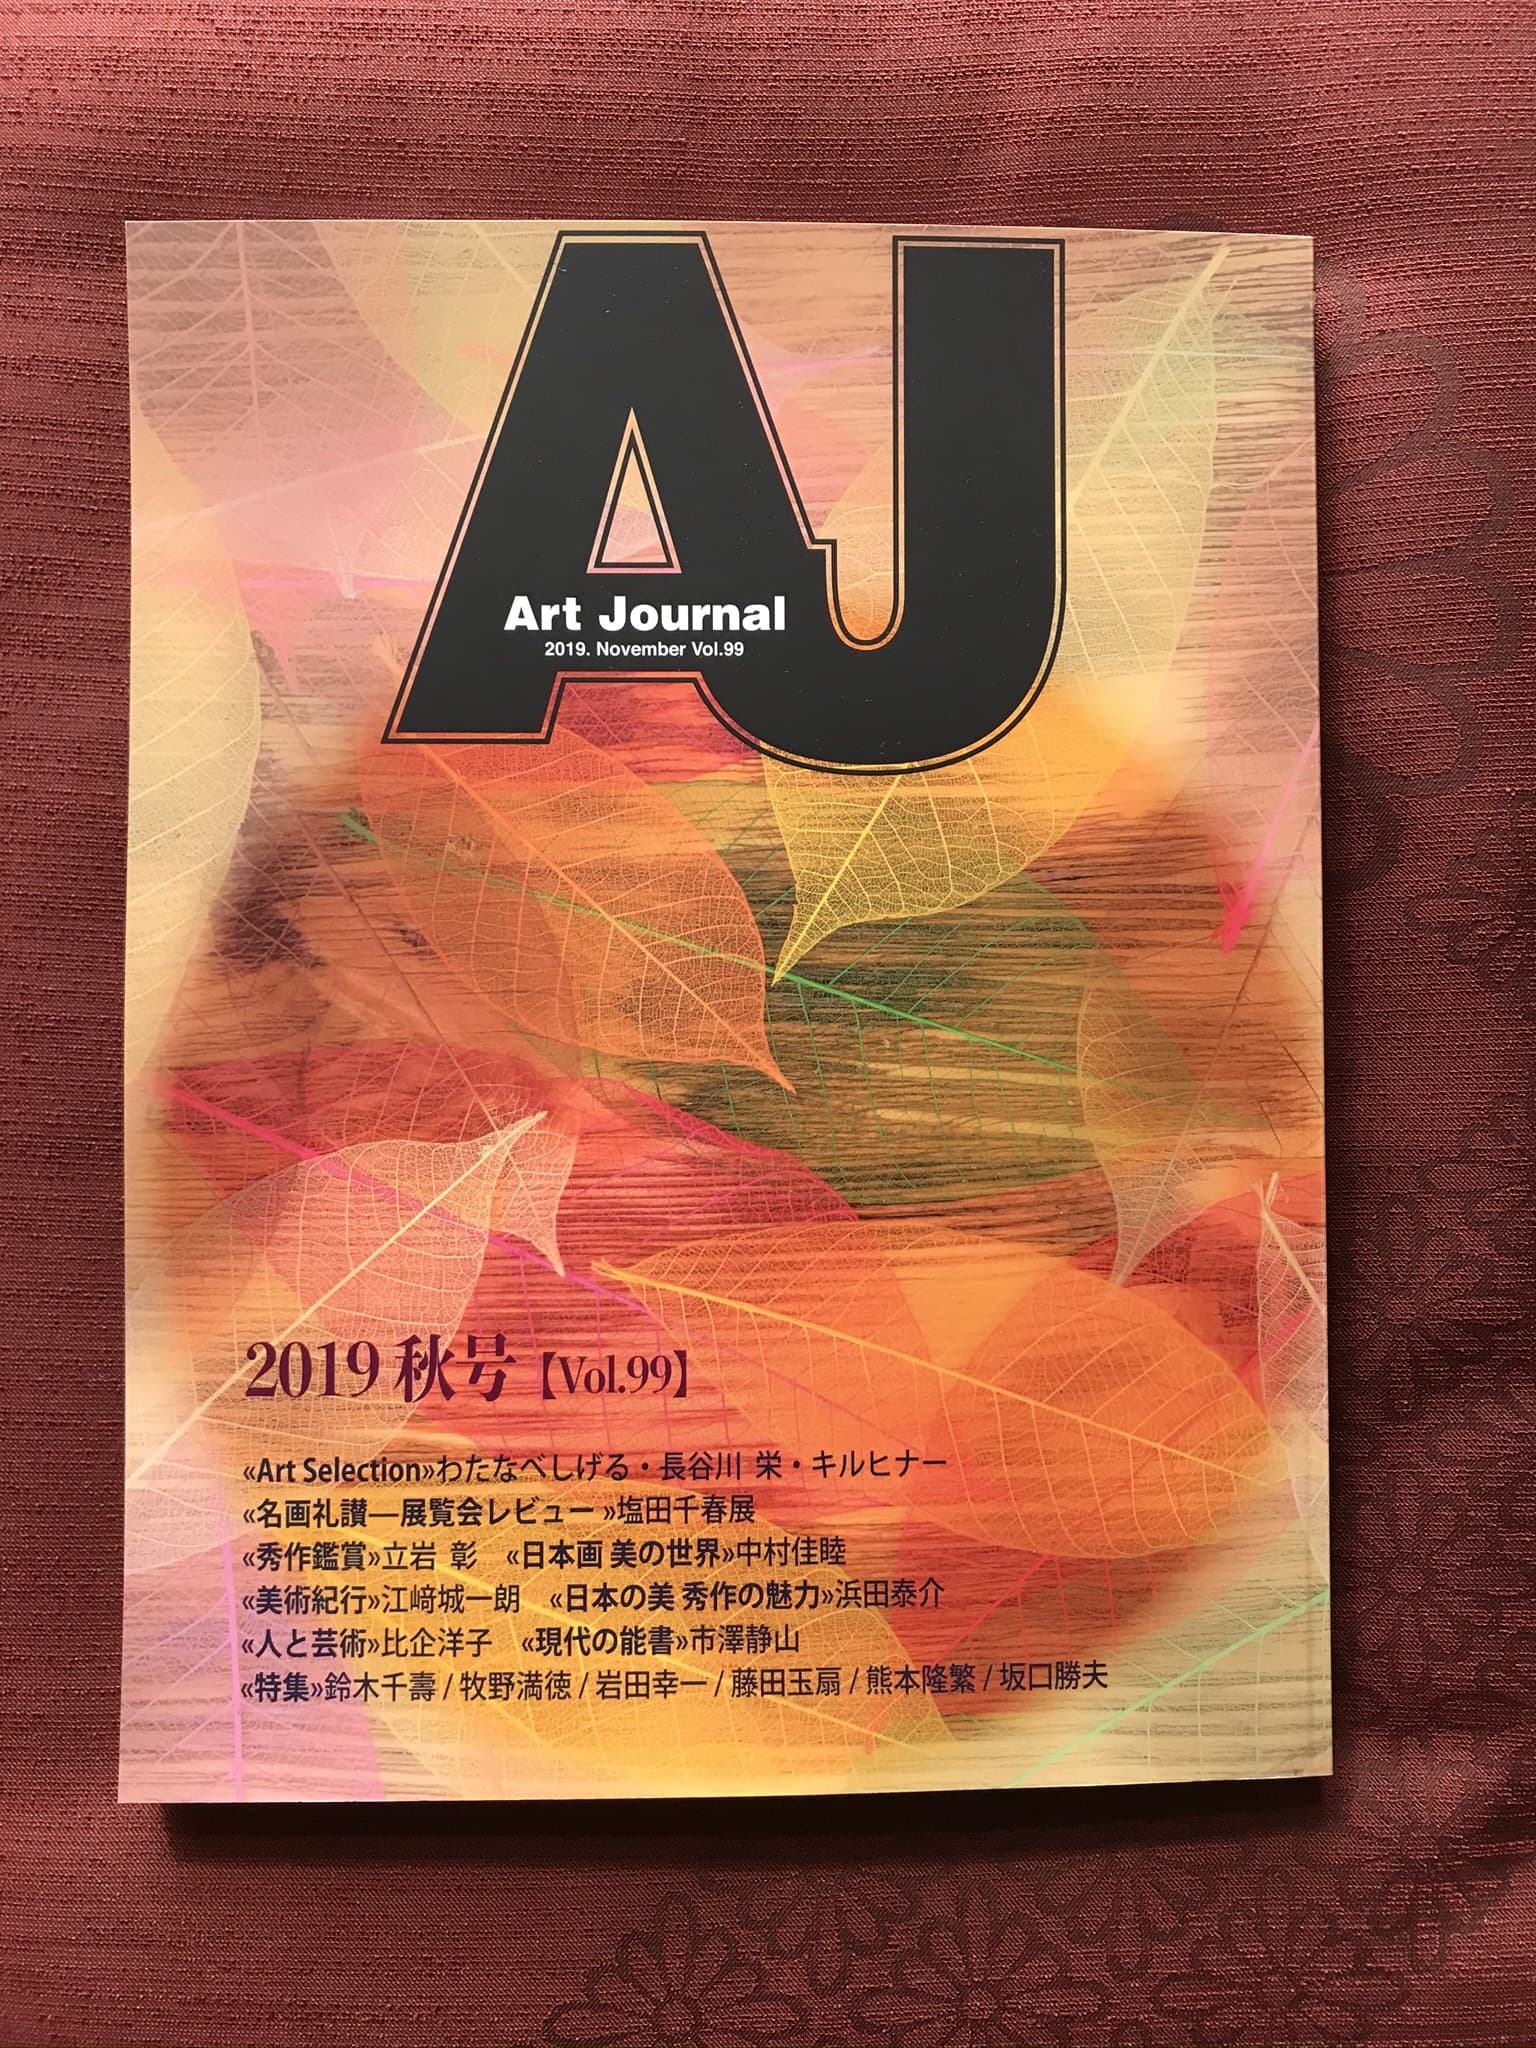 AJ
Art Journal
2019. November Vol.99
2019 秋号【Vol.99】
«Art Selection»わたなべしげる・長谷川 栄・キルヒナー
«名画礼讃―展覧会レビュー »塩田千春展
«秀作鑑賞»立岩 彰　«日本画 美の世界»中村佳睦
«美術紀行»江﨑城一朗　«日本の美 秀作の魅力»浜田泰介
«人と芸術»比企洋子　«現代の能書»市澤静山
«特集»鈴木千壽 / 牧野満徳 / 岩田幸一 / 藤田玉扇 / 熊本隆繁 / 坂口勝夫